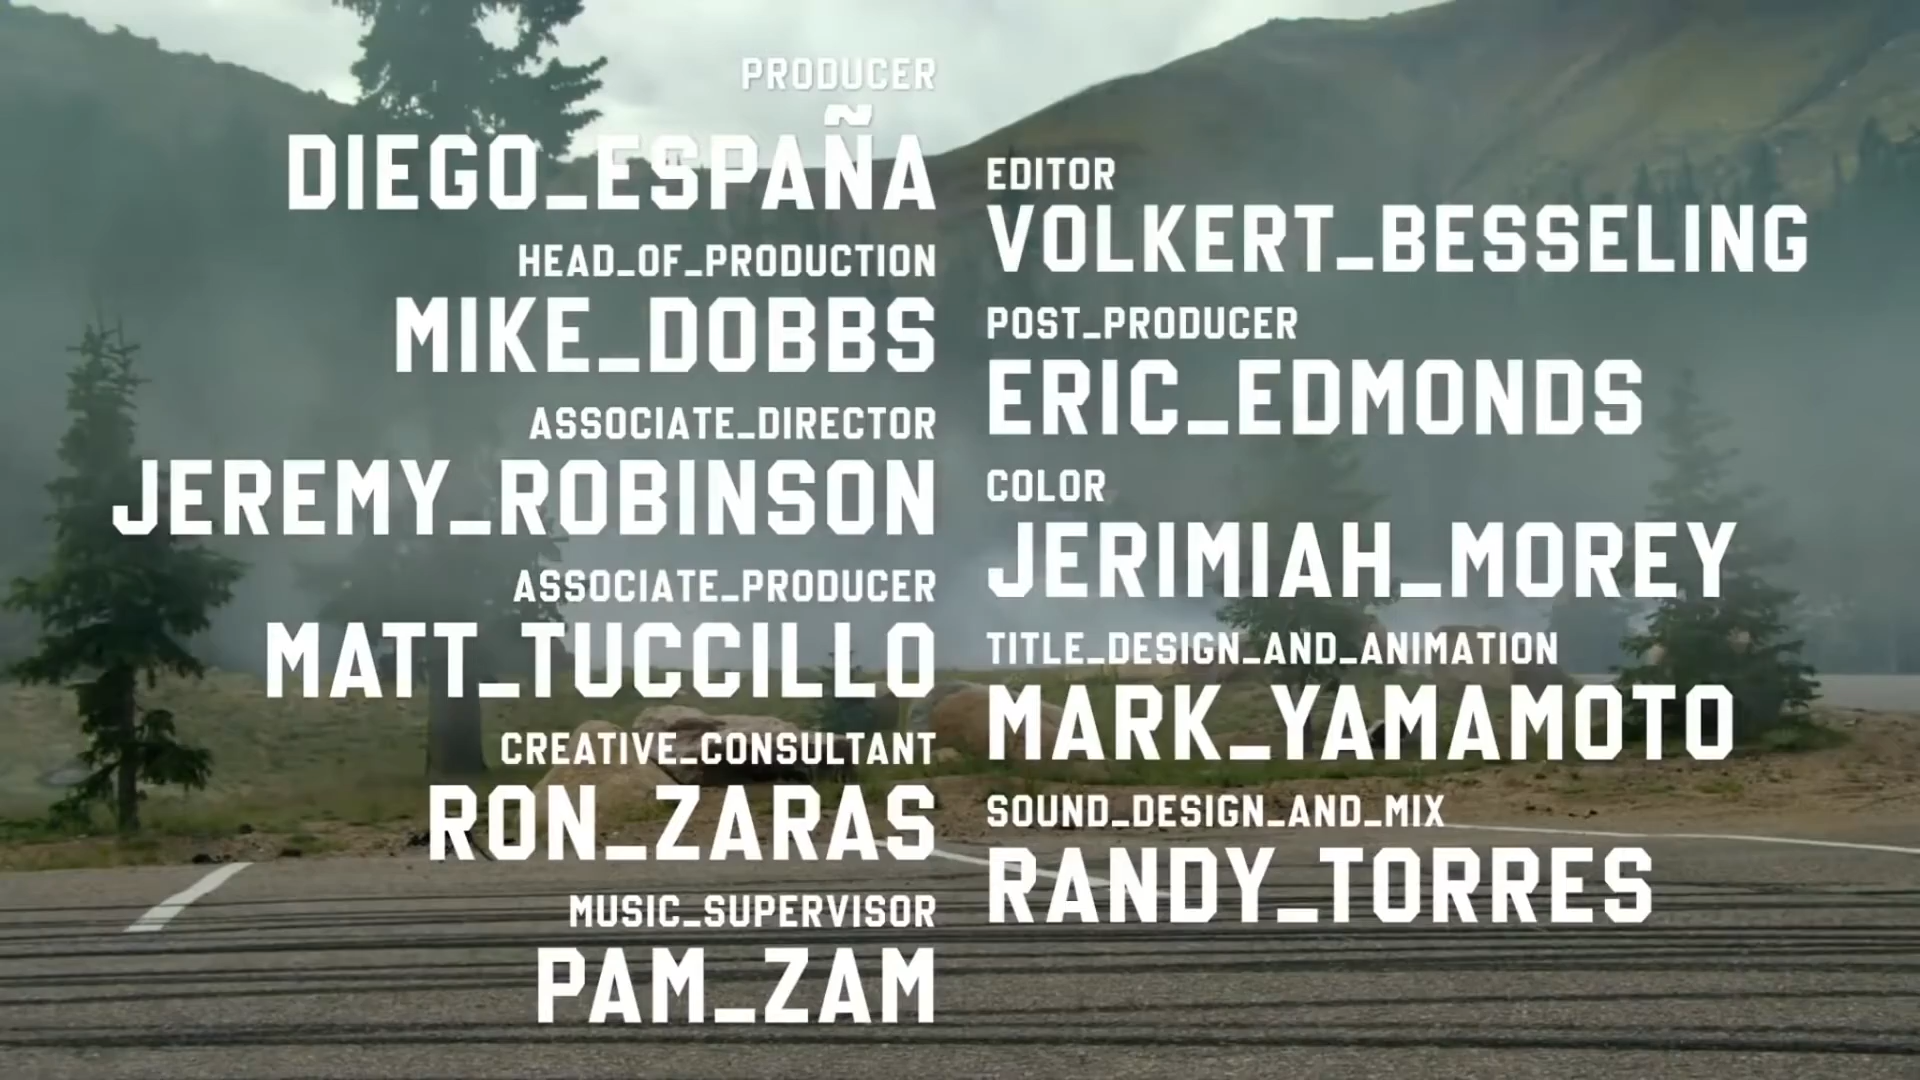 PRODUCER
DIEGO_ESPAÑA
HEAD_OF_PRODUCTION
MIKE_DOBBS
ASSOCIATE_DIRECTOR
JEREMY_ROBINSON
ASSOCIATE_PRODUCER
MATT_TUCCILLO
CREATIVE_CONSULTANT
RON_ZARAS
MUSIC_SUPERVISOR
PAM_ZAM
EDITOR
VOLKERT_BESSELING
POST_PRODUCER
ERIC_EDMONDS
COLOR
JERIMIAH_MOREY
TITLE_DESIGN_AND_ANIMATION
MARK_YAMAMOTO
SOUND_DESIGN_AND_MIX
RANDY_TORRES